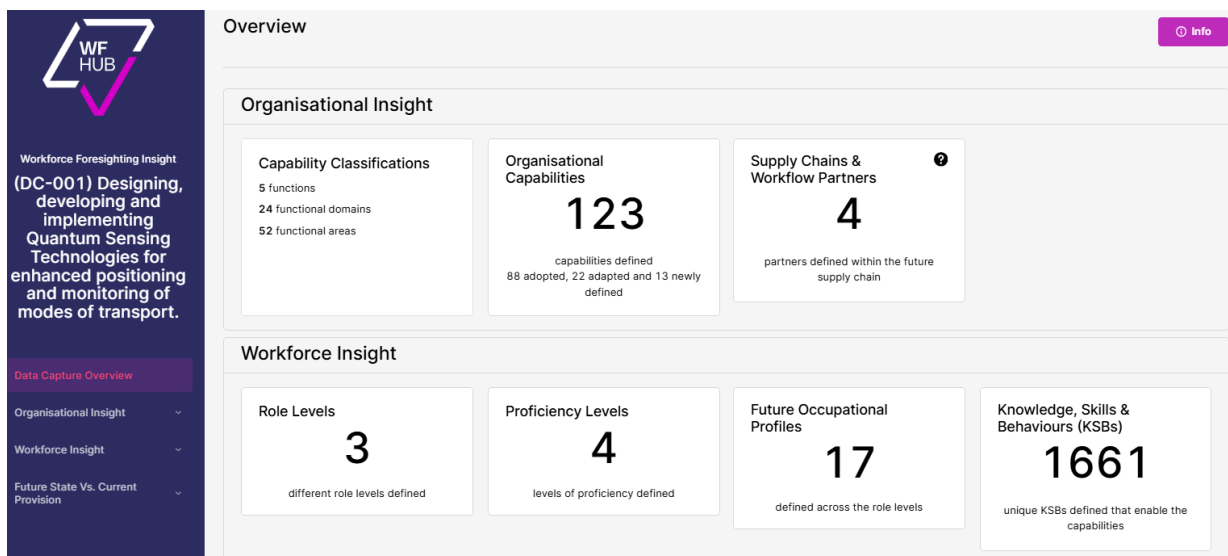 WF
HUB
Workforce Foresighting Insight
(DC-001) Designing,
developing and
implementing
Quantum Sensing
Technologies for
enhanced positioning
and monitoring of
modes of transport.
Data Capture Overview
Organisational Insight
Workforce Insight
Future State Vs. Current
Provision
Overview
Info
Organisational Insight
Capability Classifications
5 functions
24 functional domains
52 functional areas
Organisational
Capabilities
123
capabilities defined
88 adopted, 22 adapted and 13 newly
defined
Supply Chains &
Workflow Partners
4
partners defined within the future
supply chain
Workforce Insight
Role Levels
3
different role levels defined
Proficiency Levels
4
levels of proficiency defined
Future Occupational
Profiles
17
defined across the role levels
Knowledge, Skills &
Behaviours (KSBs)
1661
unique KSBs defined that enable the
capabilities